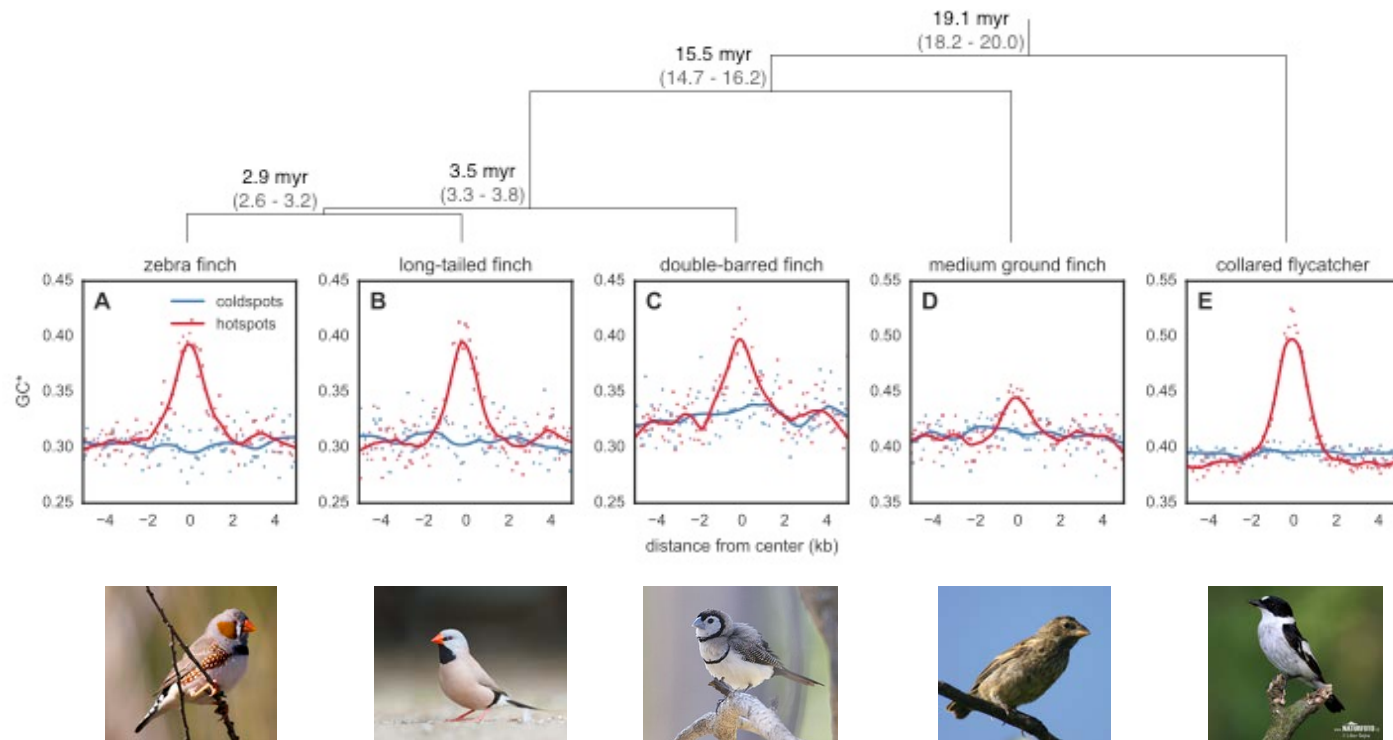 19.1 myr
(18.2 - 20.0)
15.5 myr
(14.7 - 16.2)
3.5 myr
(3.3 - 3.8)
2.9 myr
(2.6 - 3.2)
zebra finch
long-tailed finch
double-barred finch
medium ground finch
collared flycatcher
A
coldspots
hotspots
B
C
D
E
GC*
0.45
0.40
0.35
0.30
0.25
0.45
0.40
0.35
0.30
0.25
0.45
0.40
0.35
0.30
0.25
0.55
0.50
0.45
0.40
0.35
0.55
0.50
0.45
0.40
0.35
−4 −2 0 2 4
−4 −2 0 2 4
−4 −2 0 2 4
−4 −2 0 2 4
−4 −2 0 2 4
distance from center (kb)